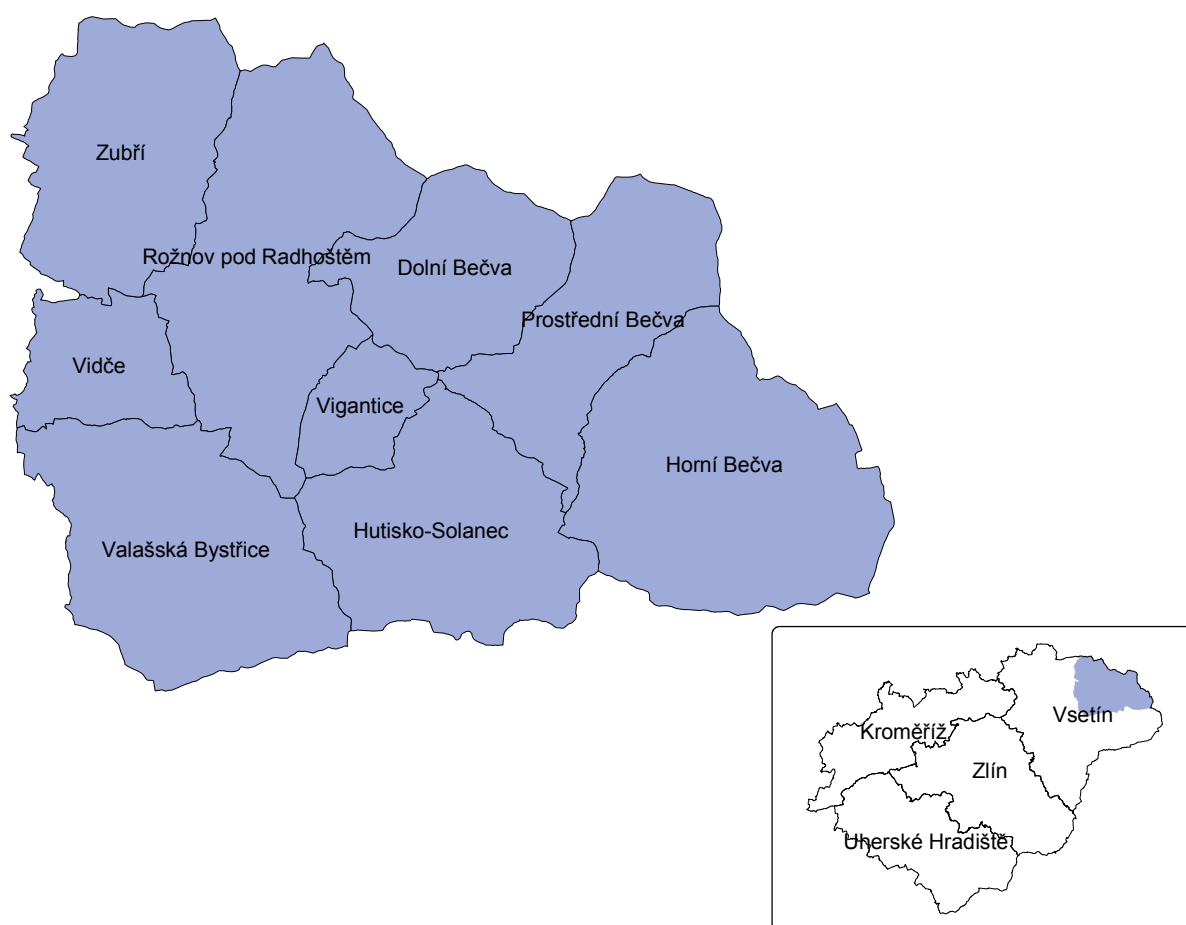 Zubří
Rožnov pod Radhoštěm
Dolní Bečva
Prostřední Bečva
Vidče
Vigantice
Horní Bečva
Hutisko-Solanec
Valašská Bystřice
Vsetín
Kroměříž
Zlín
Uherské Hradiště